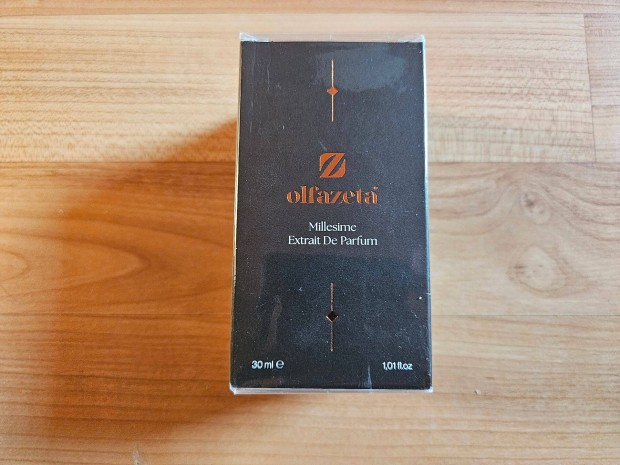 Z
olfazeta
Millesime
Extrait De Parfum
30 ml ℮
1,01 fl.oz